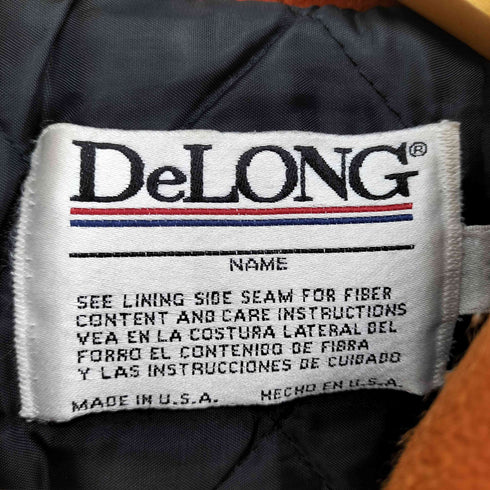 DeLONG®
NAME
SEE LINING SIDE SEAM FOR FIBER
CONTENT AND CARE INSTRUCTIONS
VEA EN LA COSTURA LATERAL DEL
FORRO EL CONTENIDO DE FIBRA
Y LAS INSTRUCCIONES DE CUIDADO
MADE IN U.S.A. HECHO EN U.S.A.